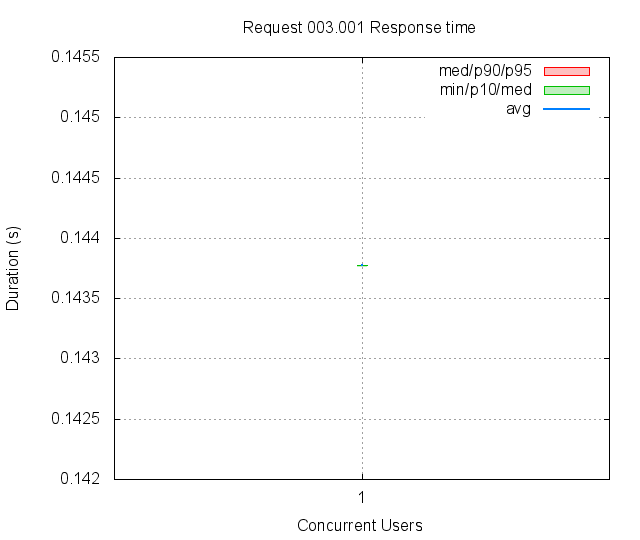 Request 003.001 Response time
0.1455
0.145
0.1445
0.144
0.1435
0.143
0.1425
0.142
Duration (s)
med/p90/p95
min/p10/med
avg
1
Concurrent Users